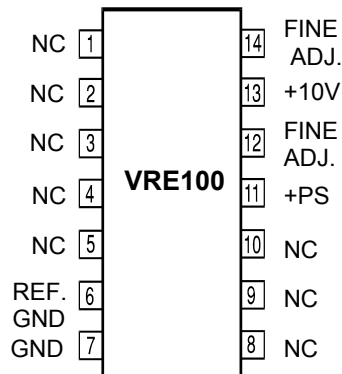 NC 1
NC 2
NC 3
NC 4
NC 5
REF.
GND 6
GND 7
VRE100
14 FINE
ADJ.
13 +10V
12 FINE
ADJ.
11 +PS
10 NC
9 NC
8 NC